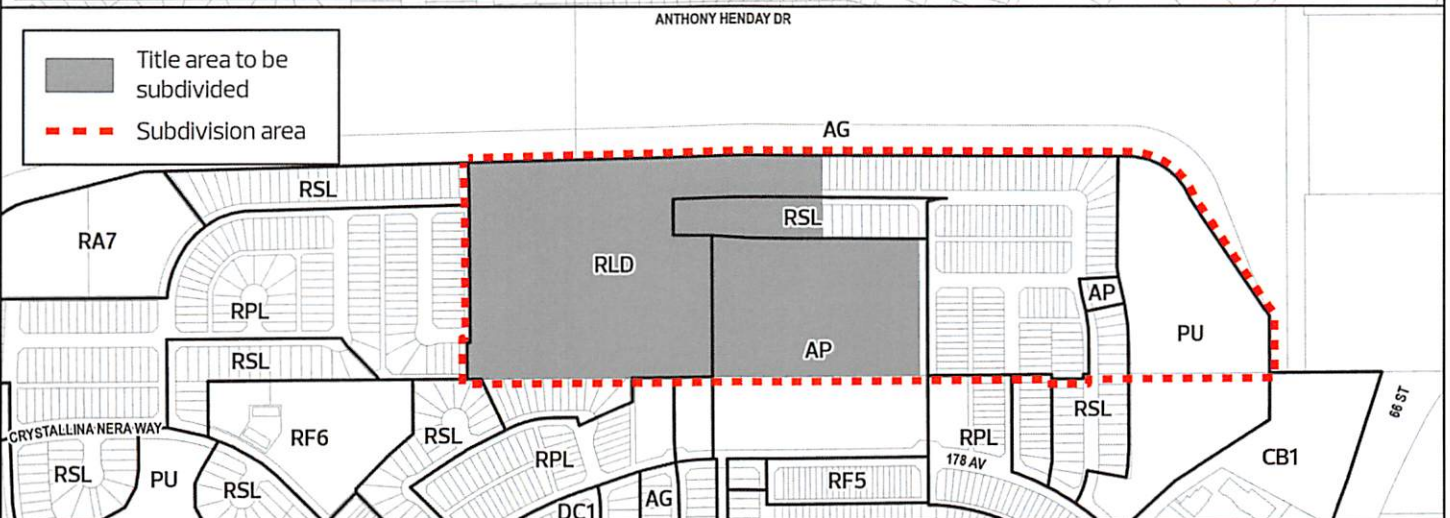 ANTHONY HENDAY DR
Title area to be
subdivided
Subdivision area
AG
RSL
RSL
RA7
RLD
AP
RPL
AP
PU
RSL
CRYSTALLINA NERA WAY
RF6
RSL
RPL
RPL
RSL
66 ST
178 AV
CB1
RSL
PU
RSL
RF5
AG
DC1